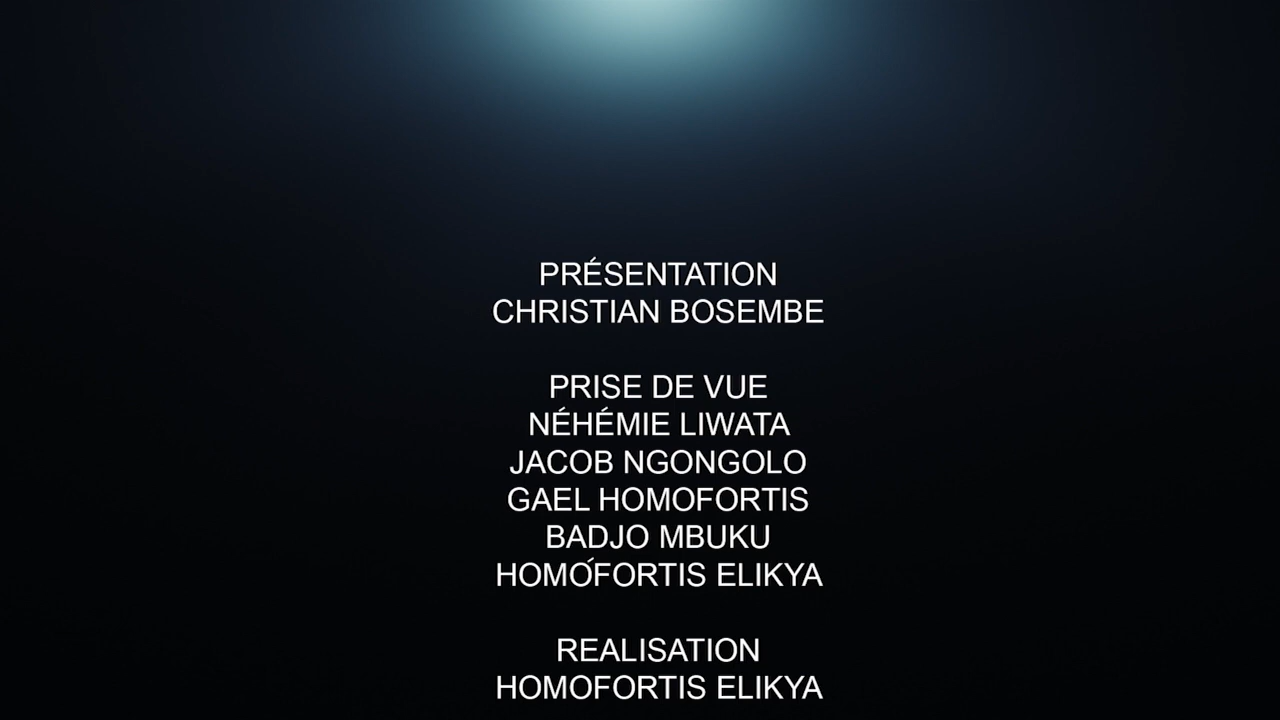 PRÉSENTATION
CHRISTIAN BOSEMBE
PRISE DE VUE
NÉHÉMIE LIWATA
JACOB NGONGOLO
GAEL HOMOFORTIS
BADJO MBUKU
HOMÓFORTIS ELIKYA
REALISATION
HOMOFORTIS ELIKYA